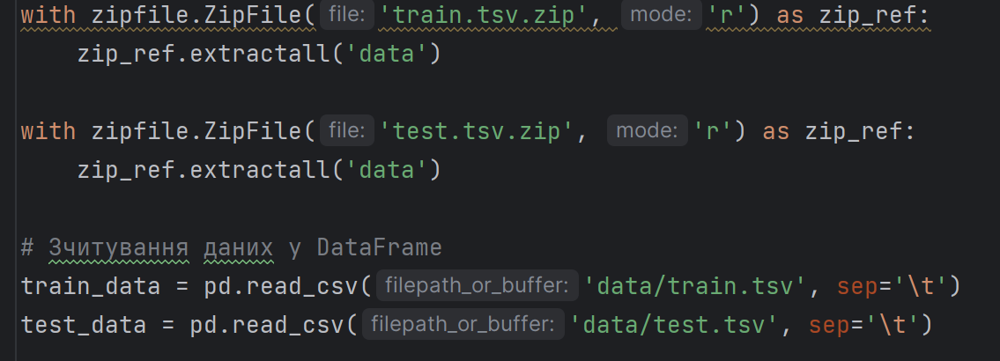 with zipfile.ZipFile( file: 'train.tsv.zip', mode: 'r') as zip_ref:
    zip_ref.extractall('data')
with zipfile.ZipFile( file: 'test.tsv.zip', mode: 'r') as zip_ref:
    zip_ref.extractall('data')
# Зчитування даних у DataFrame
train_data = pd.read_csv( filepath_or_buffer: 'data/train.tsv', sep='\t')
test_data = pd.read_csv( filepath_or_buffer: 'data/test.tsv', sep='\t')